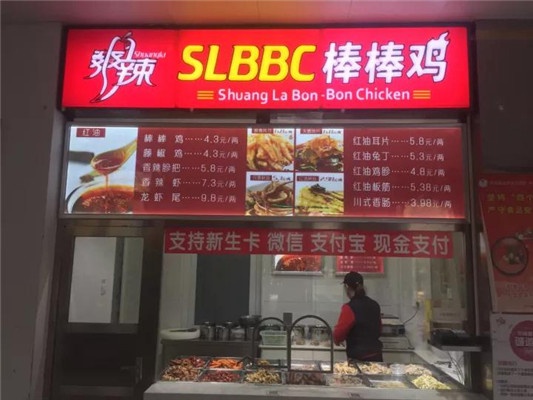 爽辣
Shuangla
SLBBC 棒棒鸡
Shuang La Bon-Bon Chicken
红油
棒棒鸡……4.3元/两
藤椒鸡……4.3元/两
香辣郡肥……5.8元/两
香辣虾……7.3元/两
龙虾尾……9.8元/两
红油耳片……5.8元/两
红油兔丁……5.3元/两
红油鸡郡……4.8元/两
红油板筋……5.38元/两
川式香肠……3.98元/两
支持新生卡 微信 支付宝 现金支付